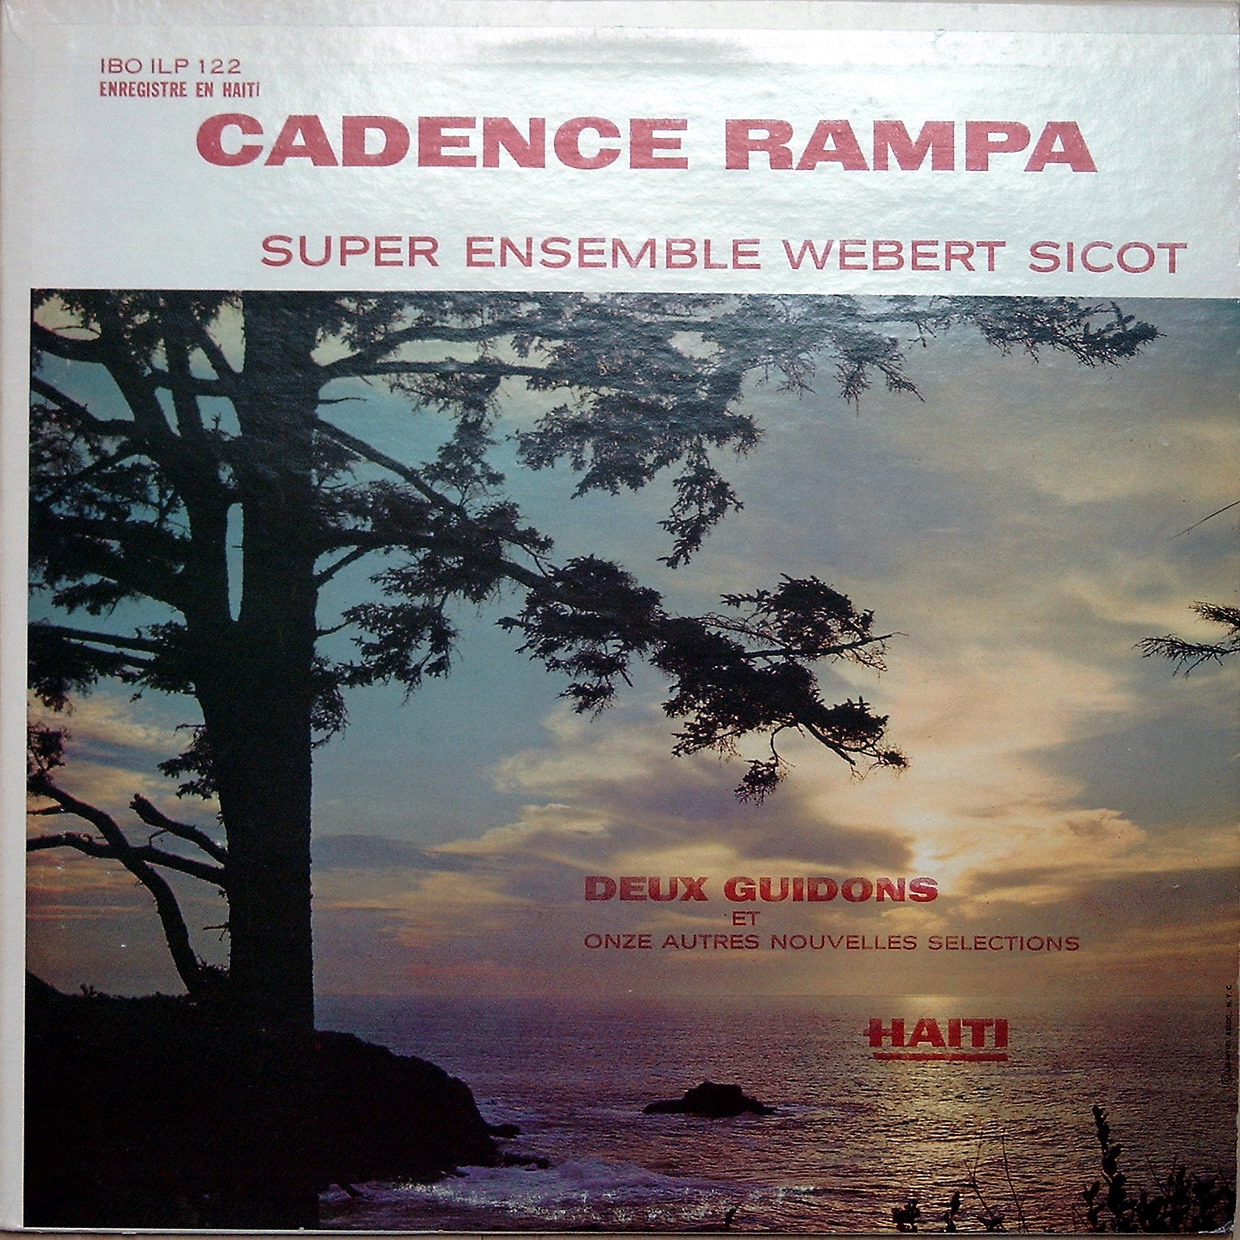 IBO ILP 122
ENREGISTRE EN HAITI
CADENCE RAMPA
SUPER ENSEMBLE WEBERT SICOT
DEUX GUIDONS
ET
ONZE AUTRES NOUVELLES SELECTIONS
HAITI
ASSOC. N.Y.C.